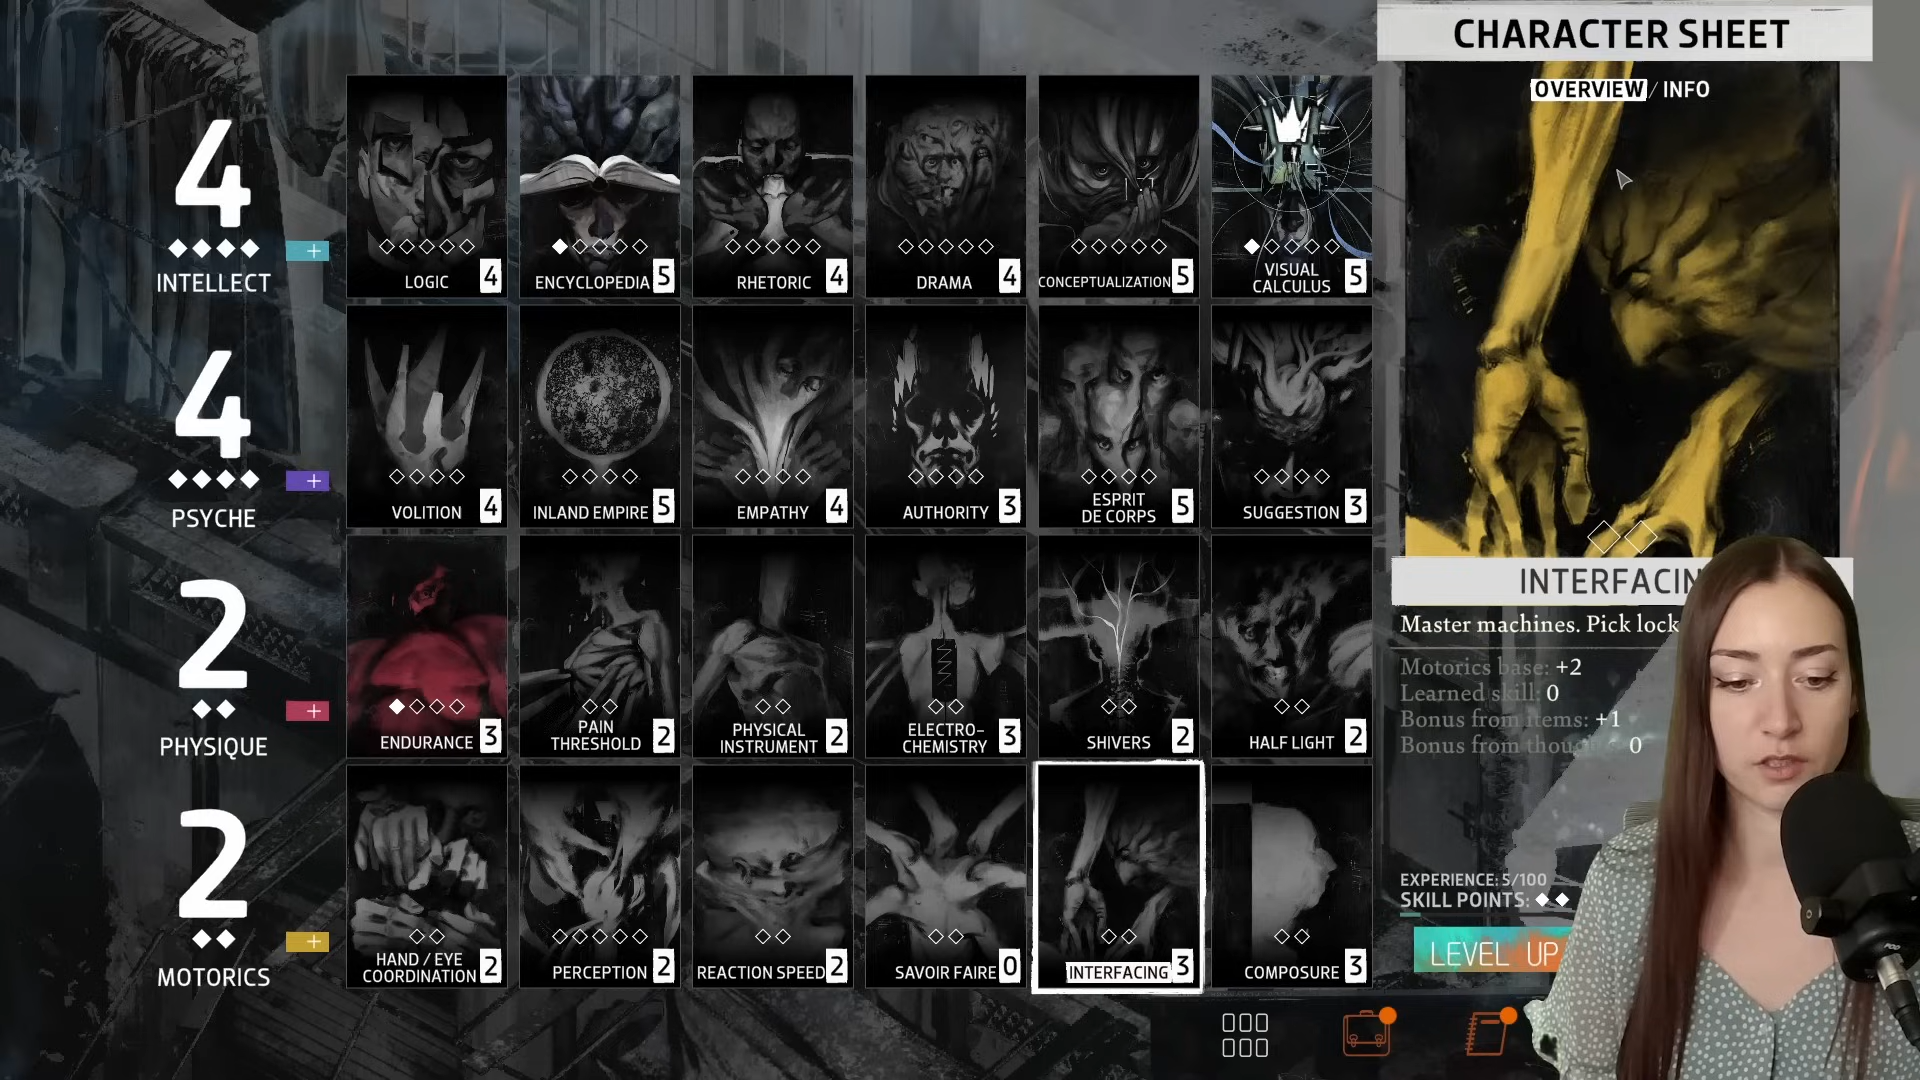 CHARACTER SHEET
OVERVIEW / INFO
4
INTELLECT
LOGIC 4
ENCYCLOPEDIA 5
RHETORIC 4
DRAMA 4
CONCEPTUALIZATION 5
VISUAL
CALCULUS 5
4
PSYCHE
VOLITION 4
INLAND EMPIRE 5
EMPATHY 4
AUTHORITY 3
ESPRIT
DE CORPS 5
SUGGESTION 3
2
PHYSIQUE
ENDURANCE 3
PAIN
THRESHOLD 2
PHYSICAL
INSTRUMENT 2
ELECTRO-
CHEMISTRY 3
SHIVERS 2
HALF LIGHT 2
2
MOTORICS
HAND / EYE
COORDINATION 2
PERCEPTION 2
REACTION SPEED 2
SAVOIR FAIRE 0
INTERFACING 3
COMPOSURE 3
INTERFACIN
Master machines. Pick lock
Motorics base: +2
Learned skill: 0
Bonus from items: +1
Bonus from 0
EXPERIENCE: 5/100
SKILL POINTS:
LEVEL UP